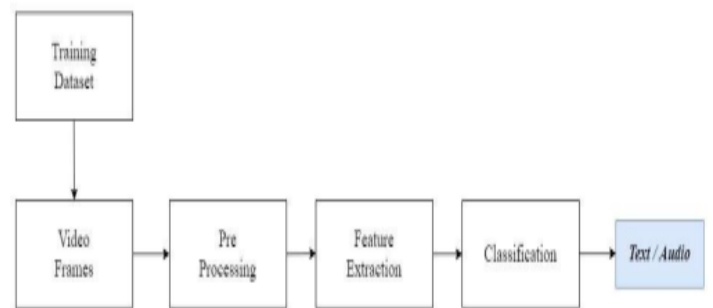 Training
Dataset
Video
Frames
Pre
Processing
Feature
Extraction
Classification
Text / Audio